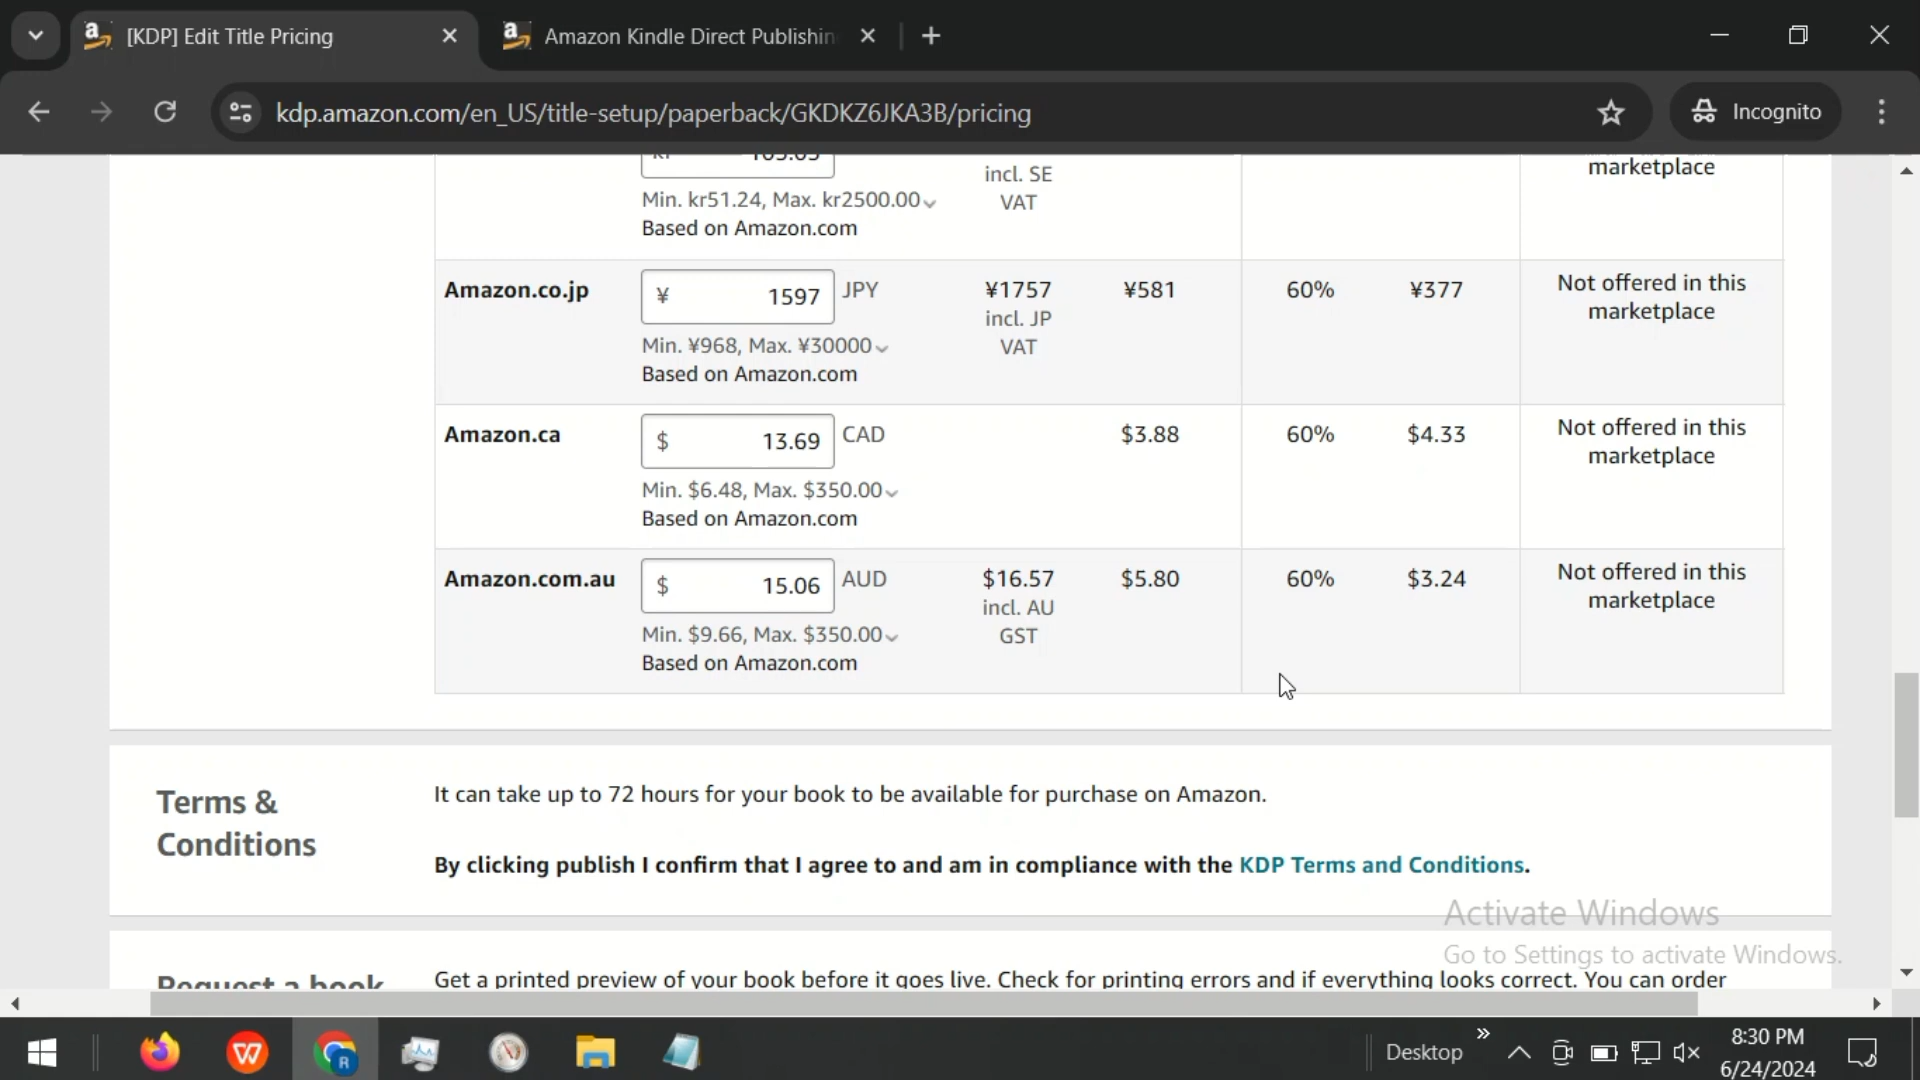 [KDP] Edit Title Pricing
Amazon Kindle Direct Publishin
kdp.amazon.com/en_US/title-setup/paperback/GKDKZ6JKA3B/pricing
Incognito
Min. kr51.24, Max. kr2500.00
Based on Amazon.com
incl. SE
VAT
marketplace
Amazon.co.jp
¥ 1597 JPY
Min. ¥968, Max. ¥30000
Based on Amazon.com
¥1757
incl. JP
VAT
¥581
60%
¥377
Not offered in this
marketplace
Amazon.ca
$ 13.69 CAD
Min. $6.48, Max. $350.00
Based on Amazon.com
$3.88
60%
$4.33
Not offered in this
marketplace
Amazon.com.au
$ 15.06 AUD
Min. $9.66, Max. $350.00
Based on Amazon.com
$16.57
incl. AU
GST
$5.80
60%
$3.24
Not offered in this
marketplace
Terms &
Conditions
It can take up to 72 hours for your book to be available for purchase on Amazon.
By clicking publish I confirm that I agree to and am in compliance with the KDP Terms and Conditions.
Activate Windows
Go to Settings to activate Windows.
Request a book
Get a printed preview of your book before it goes live. Check for printing errors and if everything looks correct. You can order
Desktop
8:30 PM
6/24/2024